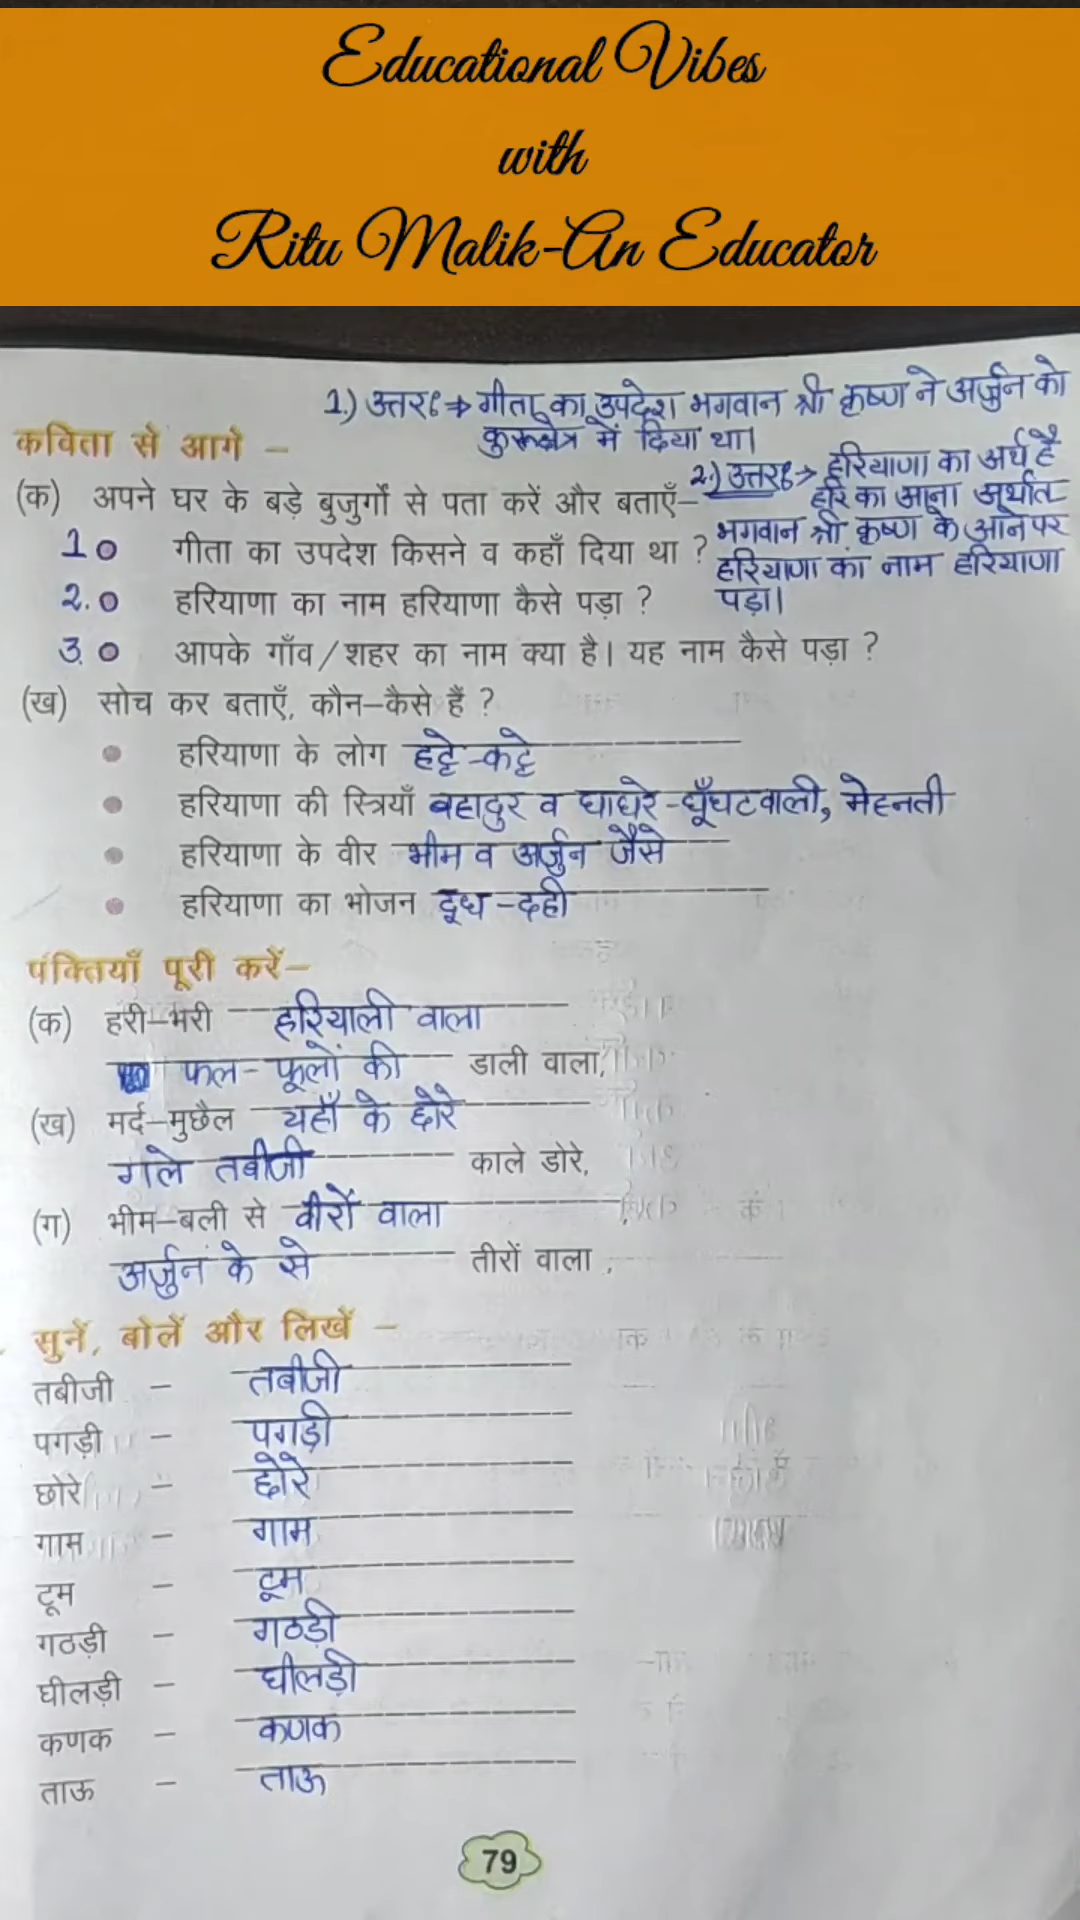 Educational Vibes
with
Ritu Malik-An Educator
1.) उत्तरः→ गीता का उपदेश भगवान श्री कृष्ण ने अर्जुन को
कुरूक्षेत्र में दिया था।
कविता से आगे –
2.) उत्तरः→ हरियाणा का अर्थ है
(क) अपने घर के बड़े बुजुर्गों से पता करें और बताएँ–
हरि का आना अर्थात
भगवान श्री कृष्ण के आने पर
1 गीता का उपदेश किसने व कहाँ दिया था ?
हरियाणा का नाम हरियाणा
पड़ा।
2. हरियाणा का नाम हरियाणा कैसे पड़ा ?
3. आपके गाँव/शहर का नाम क्या है। यह नाम कैसे पड़ा ?
(ख) सोच कर बताएँ, कौन–कैसे हैं ?
हरियाणा के लोग हट्टे-कट्टे
हरियाणा की स्त्रियाँ बहादुर व घाघरे-घूँघटवाली, मेहनती
हरियाणा के वीर भीम व अर्जुन जैसे
हरियाणा का भोजन दूध-दही
पंक्तियाँ पूरी करें–
(क) हरी–भरी हरियाली वाला
फल-फूलों की डाली वाला,
(ख) मर्द–मुछैल यहाँ के छोरे
गले तबीजी काले डोरे,
(ग) भीम–बली से वीरों वाला
अर्जुन के से तीरों वाला,
सुनें, बोलें और लिखें –
तबीजी – तबीजी
पगड़ी – पगड़ी
छोरे – छोरे
गाम – गाम
टूम – टूम
गठड़ी – गठड़ी
घीलड़ी – घीलड़ी
कणक – कणक
ताऊ – ताऊ
79